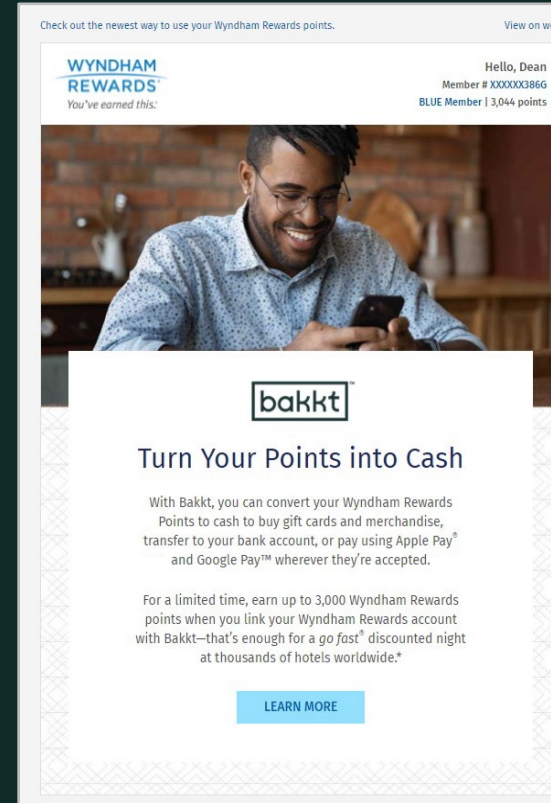 Check out the newest way to use your Wyndham Rewards points.
View on w
WYNDHAM
REWARDS®
You've earned this.®
Hello, Dean
Member # XXXXXX386G
BLUE Member | 3,044 points
bakkt™
Turn Your Points into Cash
With Bakkt, you can convert your Wyndham Rewards
Points to cash to buy gift cards and merchandise,
transfer to your bank account, or pay using Apple Pay®
and Google Pay™ wherever they're accepted.
For a limited time, earn up to 3,000 Wyndham Rewards
points when you link your Wyndham Rewards account
with Bakkt—that's enough for a go fast® discounted night
at thousands of hotels worldwide.*
LEARN MORE